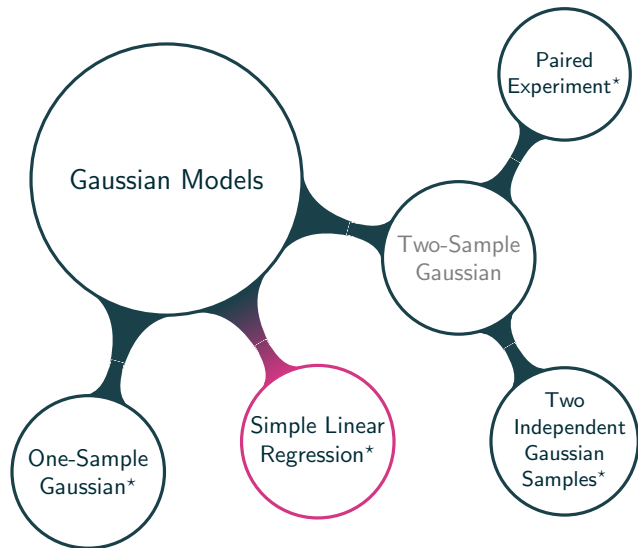 Paired
Experiment*
Gaussian Models
Two-Sample
Gaussian
Simple Linear
Regression*
One-Sample
Gaussian*
Two
Independent
Gaussian
Samples*